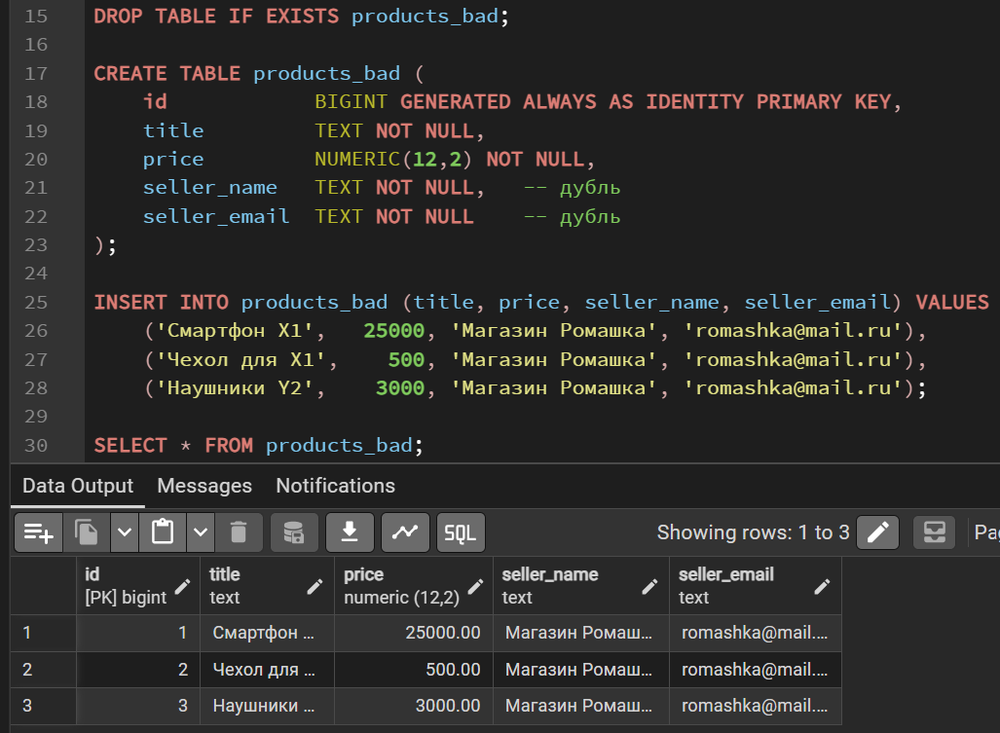 15 DROP TABLE IF EXISTS products_bad;
16
17 CREATE TABLE products_bad (
18 id BIGINT GENERATED ALWAYS AS IDENTITY PRIMARY KEY,
19 title TEXT NOT NULL,
20 price NUMERIC(12,2) NOT NULL,
21 seller_name TEXT NOT NULL, -- дубль
22 seller_email TEXT NOT NULL -- дубль
23 );
24
25 INSERT INTO products_bad (title, price, seller_name, seller_email) VALUES
26 ('Смартфон X1', 25000, 'Магазин Ромашка', 'romashka@mail.ru'),
27 ('Чехол для X1', 500, 'Магазин Ромашка', 'romashka@mail.ru'),
28 ('Наушники Y2', 3000, 'Магазин Ромашка', 'romashka@mail.ru');
29
30 SELECT * FROM products_bad;
Data Output Messages Notifications
SQL Showing rows: 1 to 3
id title price seller_name seller_email
[PK] bigint text numeric (12,2) text text
1 1 Смартфон ... 25000.00 Магазин Ромаш... romashka@mail....
2 2 Чехол для ... 500.00 Магазин Ромаш... romashka@mail....
3 3 Наушники ... 3000.00 Магазин Ромаш... romashka@mail....